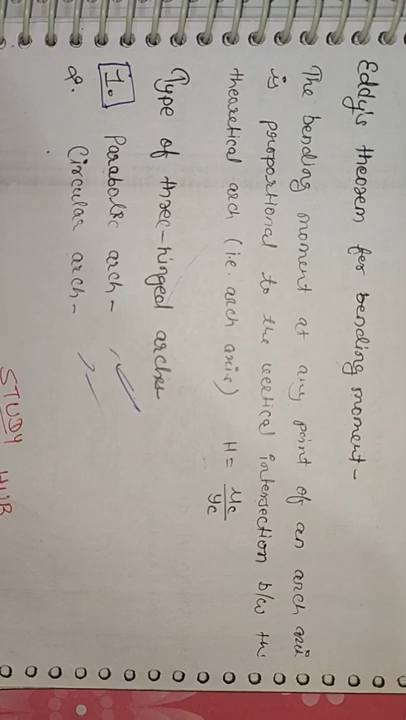 Eddy's theorem for bending moment-
The bending moment at any point of an arch axis
is proportional to the vertical intersection b/w the
theoretical arch (i.e. arch axis) H = Mc/yc
Type of three-hinged arches
1. Parabolic arch-
2. Circular arch-
STUDY HUB